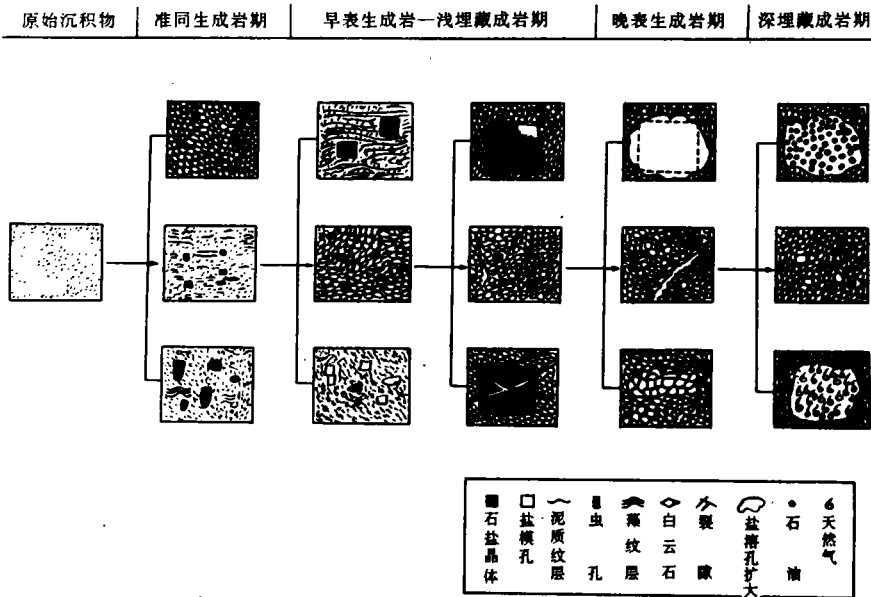 原始沉积物 准同生成岩期 早表生成岩—浅埋藏成岩期 晚表生成岩期 深埋藏成岩期
石盐晶体
盐模孔
泥质纹层
虫孔
藻纹层
白云石
裂隙
盐溶孔扩大
石油
天然气